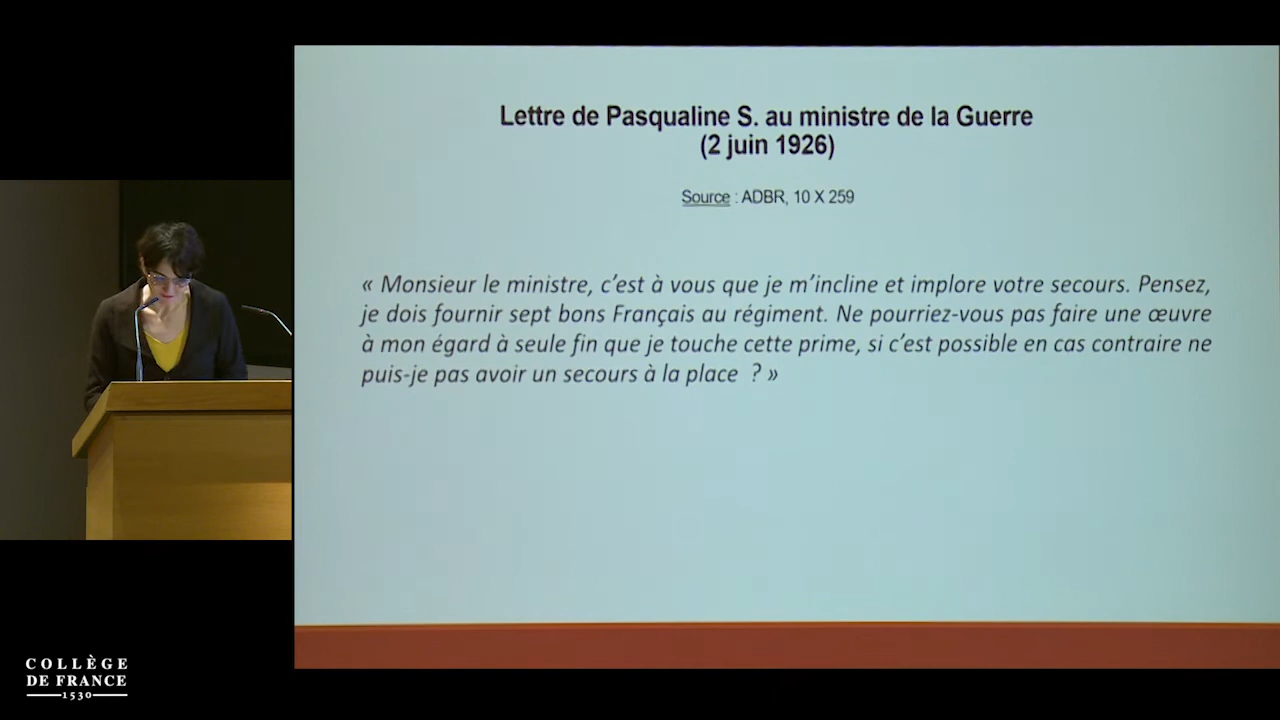 Lettre de Pasqualine S. au ministre de la Guerre
(2 juin 1926)
Source : ADBR, 10 X 259
« Monsieur le ministre, c’est à vous que je m’incline et implore votre secours. Pensez,
je dois fournir sept bons Français au régiment. Ne pourriez-vous pas faire une œuvre
à mon égard à seule fin que je touche cette prime, si c’est possible en cas contraire ne
puis-je pas avoir un secours à la place ? »
COLLÈGE
DE FRANCE
1530